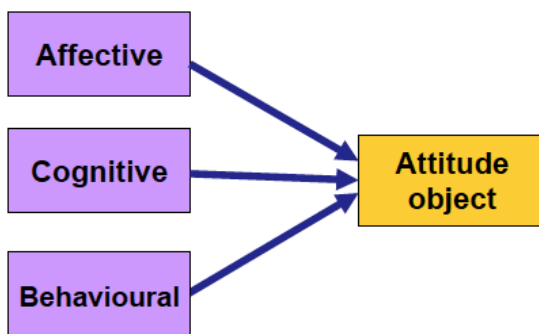 Affective
Cognitive
Attitude
object
Behavioural